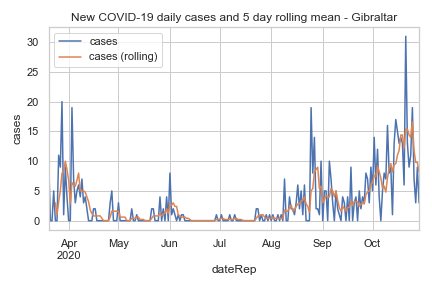 New COVID-19 daily cases and 5 day rolling mean - Gibraltar
cases
cases (rolling)
30
25
20
15
10
5
0
cases
Apr
2020
May
Jun
Jul
Aug
Sep
Oct
dateRep